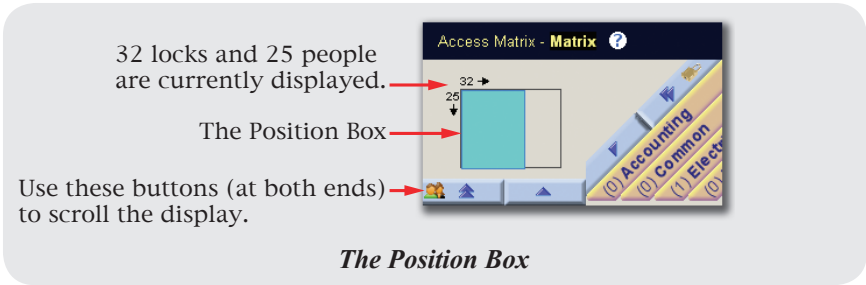 32 locks and 25 people
are currently displayed.
The Position Box
Use these buttons (at both ends)
to scroll the display.
Access Matrix - Matrix ?
32
25
(0) Accounting
(0) Common
(1) Elect
(0)
The Position Box